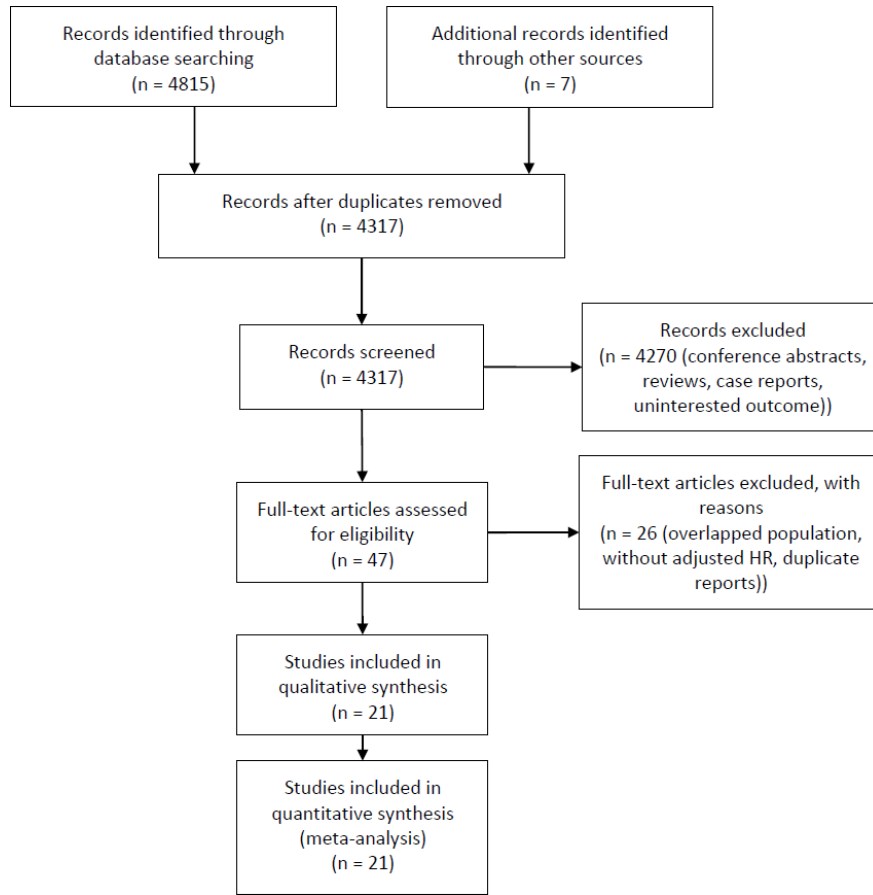 Records identified through
database searching
(n = 4815)
Additional records identified
through other sources
(n = 7)
Records after duplicates removed
(n = 4317)
Records screened
(n = 4317)
Records excluded
(n = 4270 (conference abstracts,
reviews, case reports,
uninterested outcome))
Full-text articles assessed
for eligibility
(n = 47)
Full-text articles excluded, with
reasons
(n = 26 (overlapped population,
without adjusted HR, duplicate
reports))
Studies included in
qualitative synthesis
(n = 21)
Studies included in
quantitative synthesis
(meta-analysis)
(n = 21)